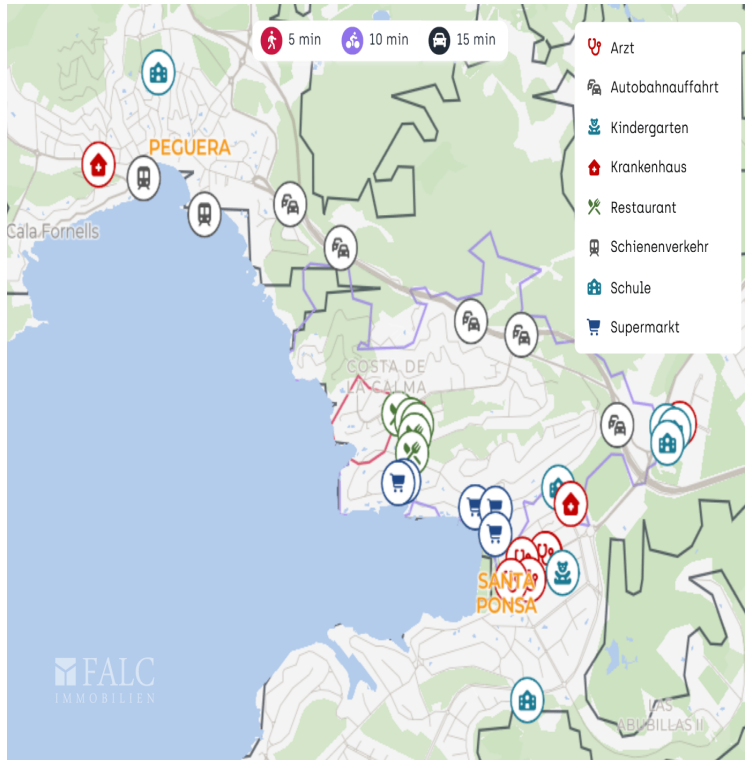 5 min
10 min
15 min
Arzt
Autobahnauffahrt
Kindergarten
Krankenhaus
Restaurant
Schienenverkehr
Schule
Supermarkt
PEGUERA
Cala Fornells
COSTA DE
LA CALMA
SANTA
PONSA
LAS
ABUBILLAS II
FALC
IMMOBILIEN